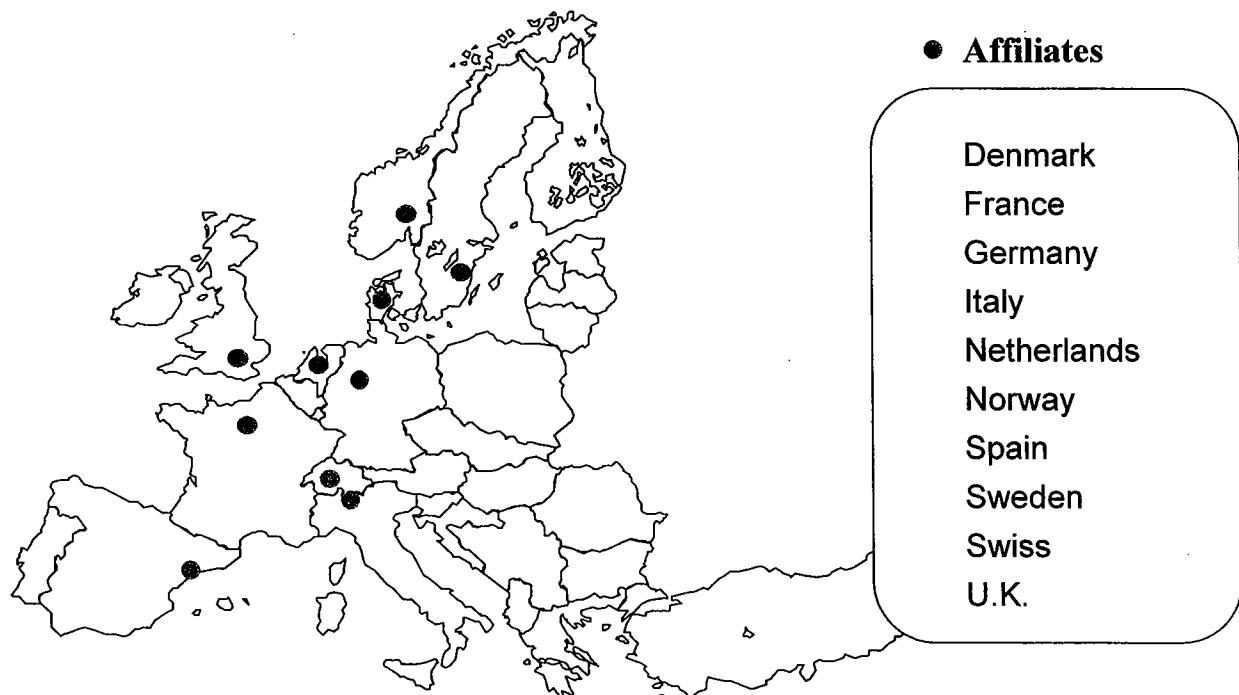 Affiliates
Denmark
France
Germany
Italy
Netherlands
Norway
Spain
Sweden
Swiss
U.K.